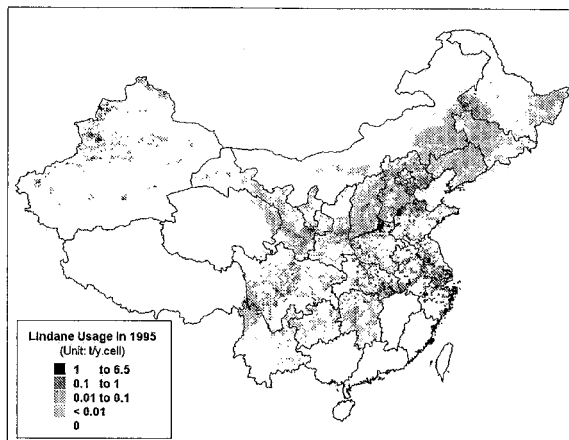 Lindane Usage in 1995
(Unit: t/y.cell)
1 to 6.5
0.1 to 1
0.01 to 0.1
< 0.01
0